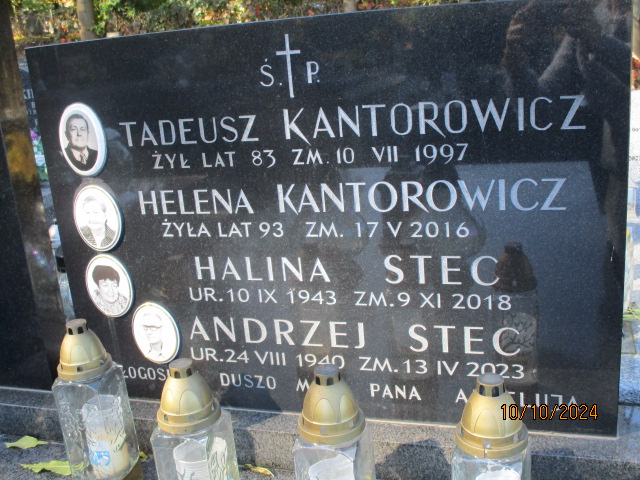 Ś. P.
TADEUSZ KANTOROWICZ
ŻYŁ LAT 83 ZM. 10 VII 1997
HELENA KANTOROWICZ
ŻYŁA LAT 93 ZM. 17 V 2016
HALINA STEC
UR. 10 IX 1943 ZM. 9 XI 2018
ANDRZEJ STEC
UR. 24 VIII 1940 ZM. 13 IV 2023
DUSZO PANA
10/10/2024